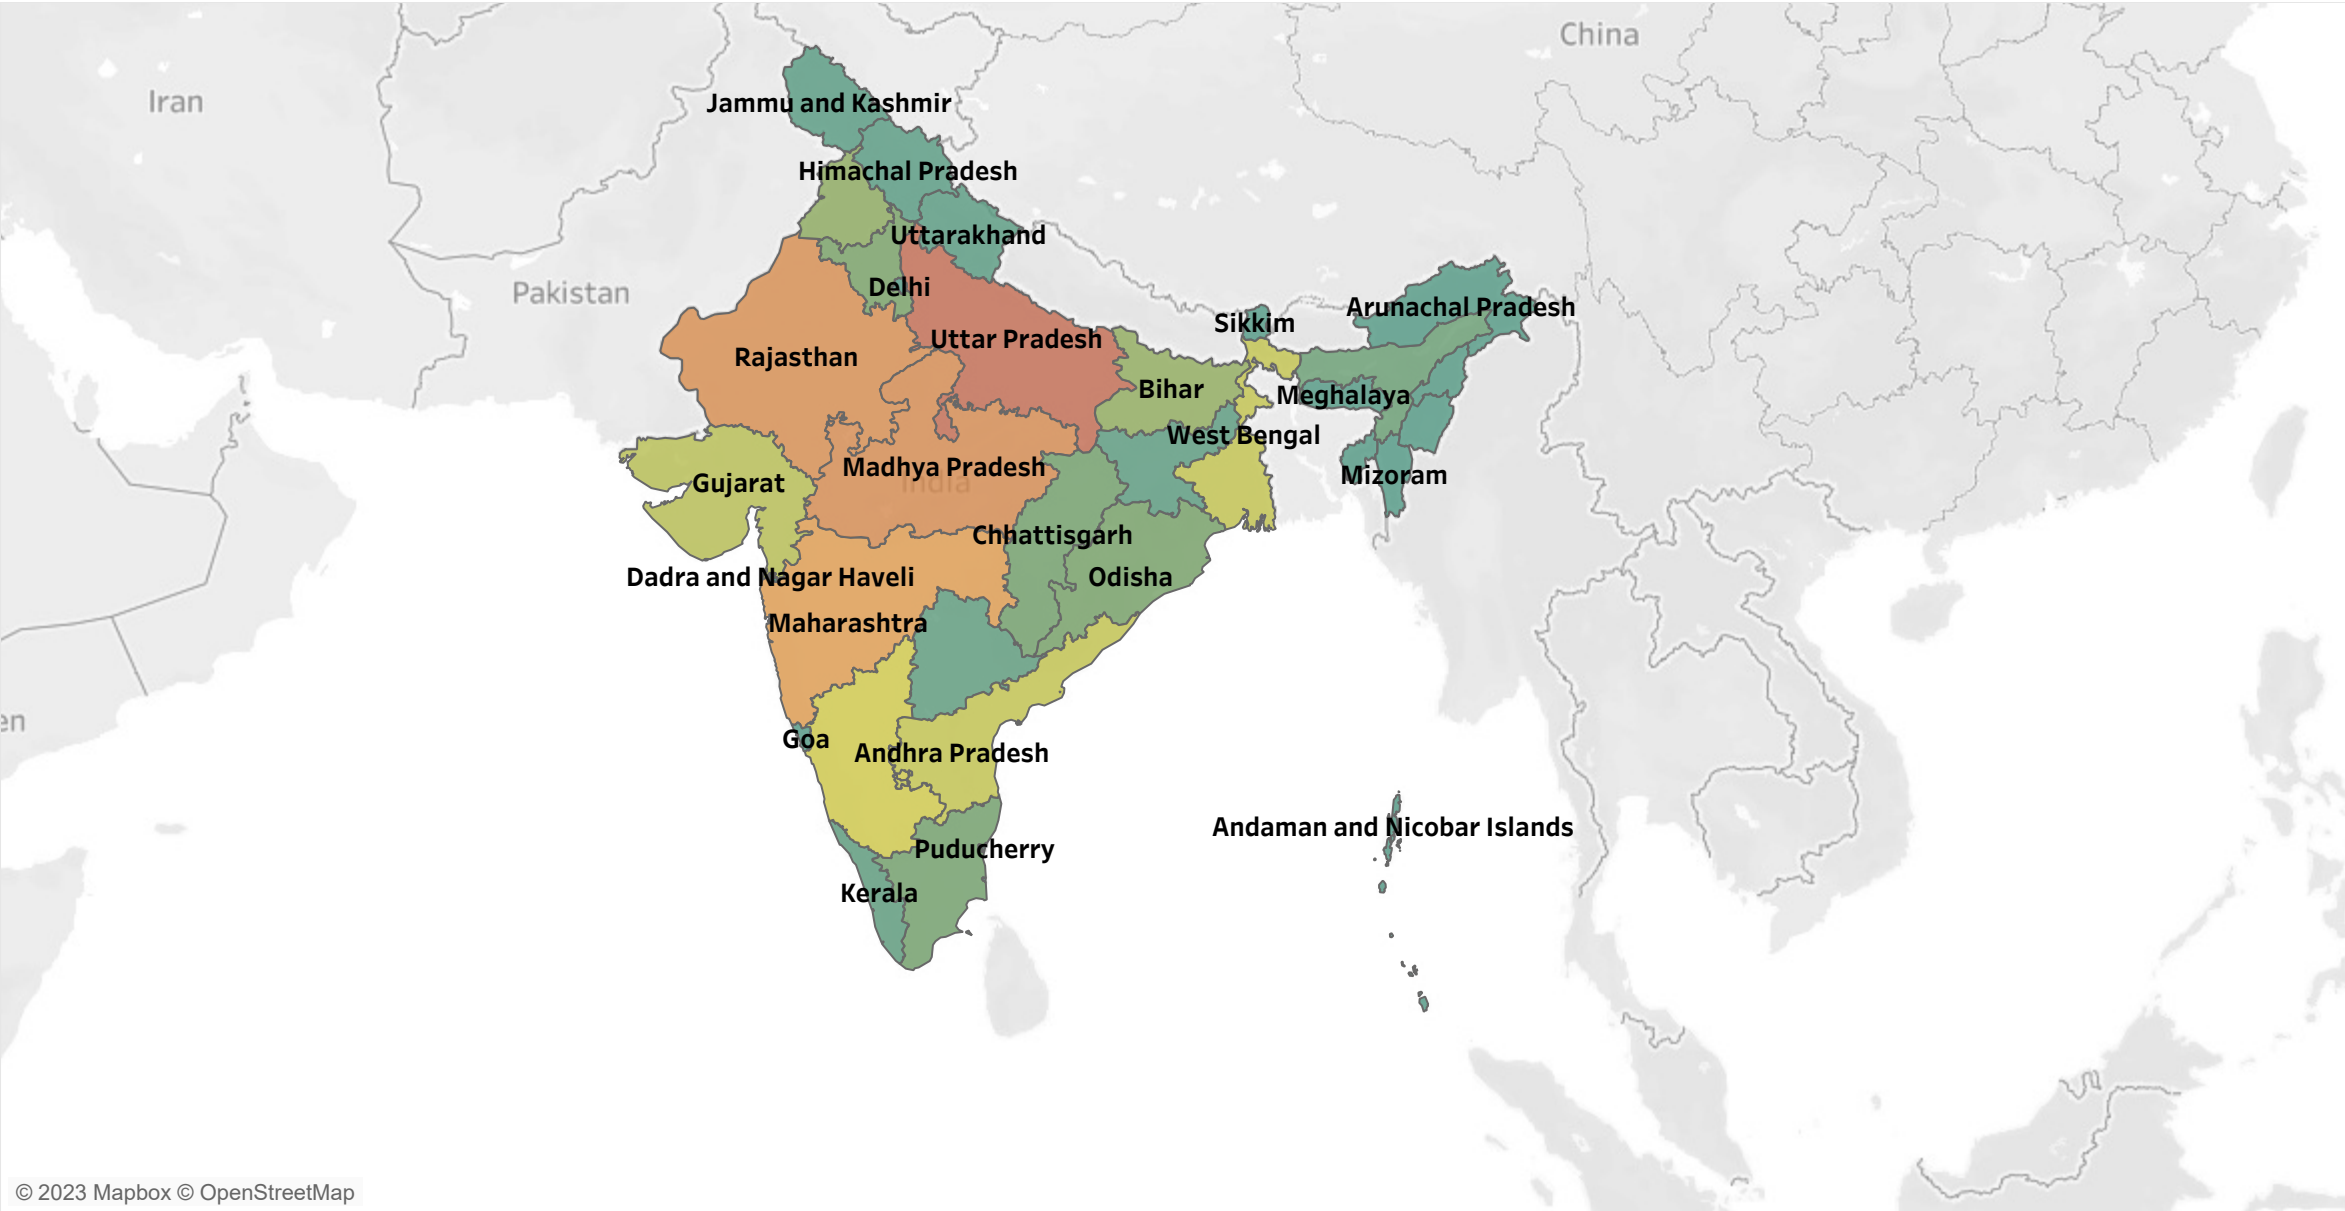 China
Iran
Jammu and Kashmir
Himachal Pradesh
Uttarakhand
Pakistan
Delhi
Arunachal Pradesh
Sikkim
Uttar Pradesh
Rajasthan
Bihar
Meghalaya
West Bengal
Madhya Pradesh
Mizoram
Gujarat
India
Chhattisgarh
Dadra and Nagar Haveli
Odisha
Maharashtra
en
Goa
Andhra Pradesh
Andaman and Nicobar Islands
Puducherry
Kerala
© 2023 Mapbox © OpenStreetMap